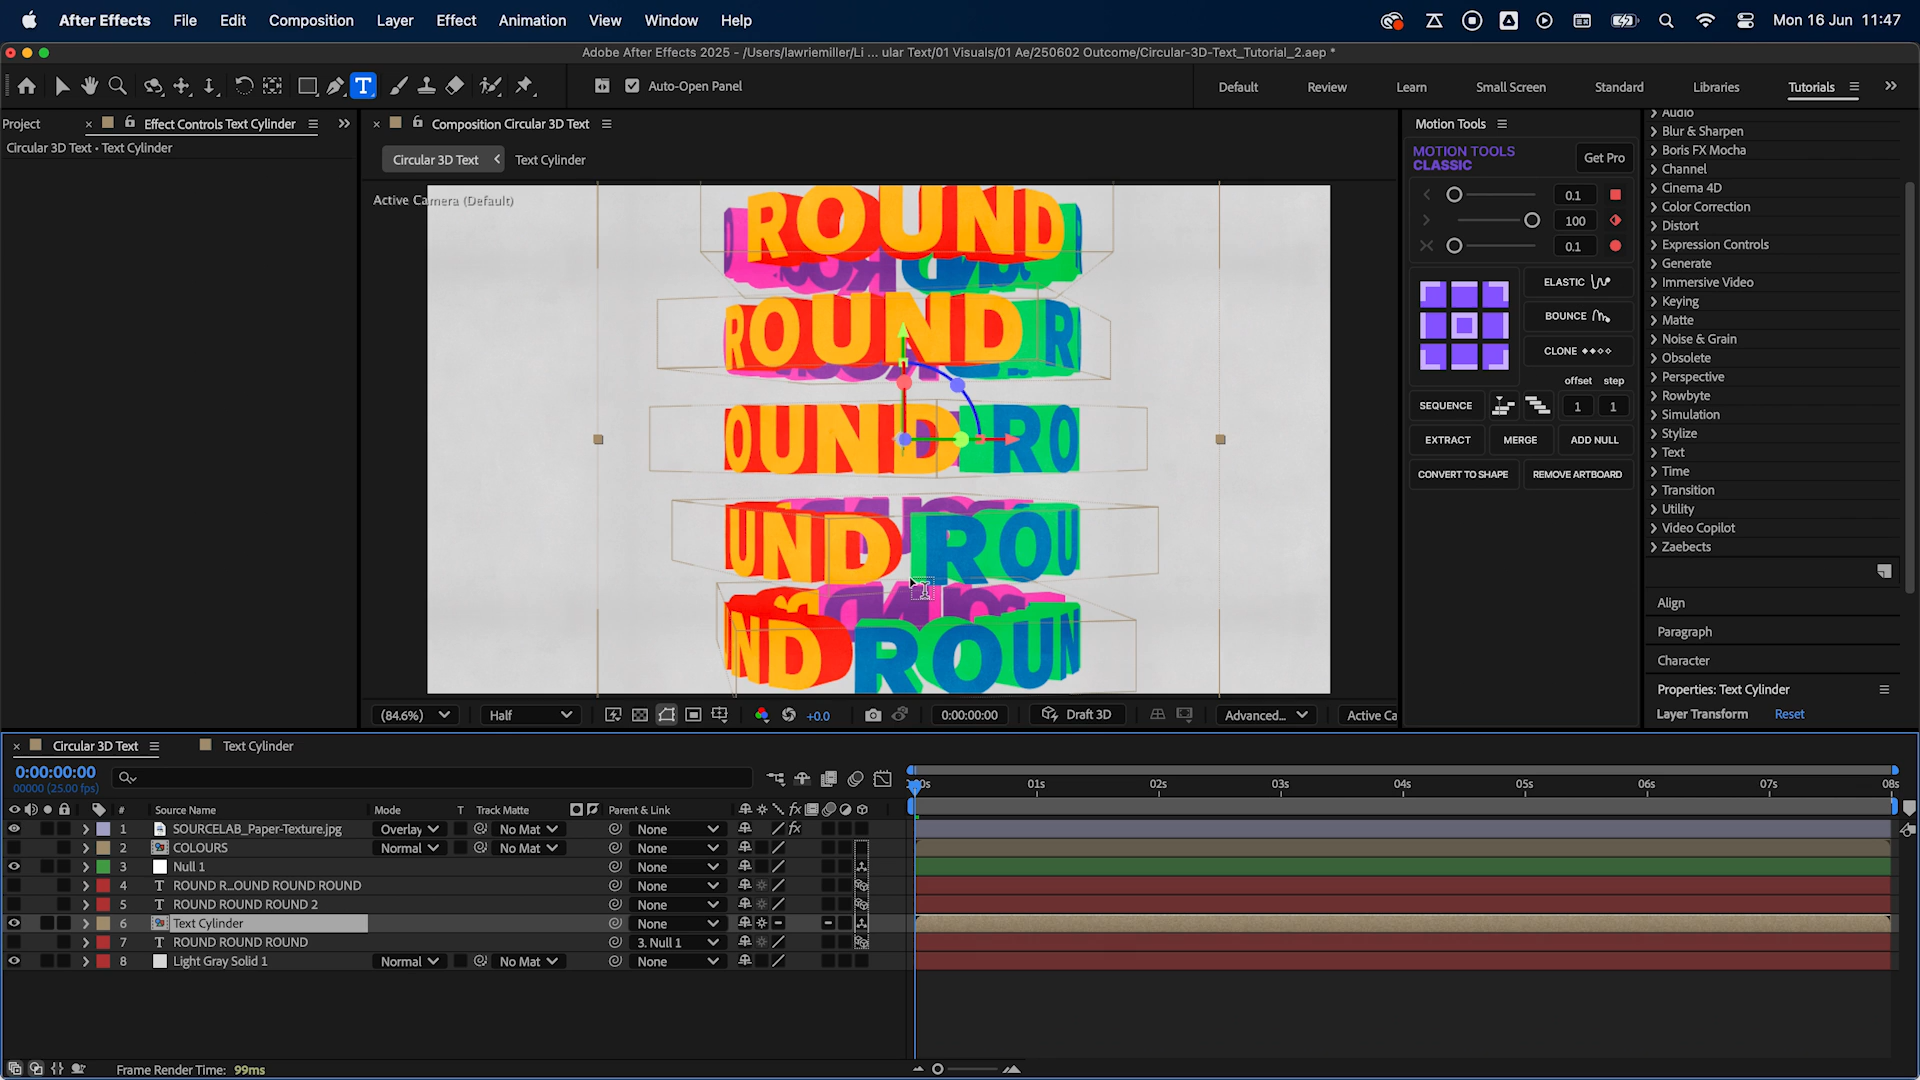 After Effects File Edit Composition Layer Effect Animation View Window Help Mon 16 Jun 11:47
Adobe After Effects 2025 - /Users/lawriemiller/Li ... ular Text/01 Visuals/01 Ae/250602 Outcome/Circular-3D-Text_Tutorial_2.aep *
T Auto-Open Panel Default Review Learn Small Screen Standard Libraries Tutorials
Project Effect Controls Text Cylinder
Circular 3D Text • Text Cylinder
Composition Circular 3D Text
Circular 3D Text Text Cylinder
Active Camera (Default)
ROUND
ROUND R
OUND RO
UND ROU
ND ROUN
(84.6%) Half +0.0 0:00:00:00 Draft 3D Advanced... Active Ca
Motion Tools
MOTION TOOLS
CLASSIC
Get Pro
0.1
100
0.1
ELASTIC
BOUNCE
CLONE
offset step
SEQUENCE 1 1
EXTRACT MERGE ADD NULL
CONVERT TO SHAPE REMOVE ARTBOARD
Audio
Blur & Sharpen
Boris FX Mocha
Channel
Cinema 4D
Color Correction
Distort
Expression Controls
Generate
Immersive Video
Keying
Matte
Noise & Grain
Obsolete
Perspective
Rowbyte
Simulation
Stylize
Text
Time
Transition
Utility
Video Copilot
Zaebects
Align
Paragraph
Character
Properties: Text Cylinder
Layer Transform Reset
Circular 3D Text Text Cylinder
0:00:00:00
00000 (25.00 fps)
01s 02s 03s 04s 05s 06s 07s 08s
# Source Name Mode T Track Matte Parent & Link fx
1 SOURCELAB_Paper-Texture.jpg Overlay No Mat None fx
2 COLOURS Normal No Mat None
3 Null 1 None
4 T ROUND R...OUND ROUND ROUND None
5 T ROUND ROUND ROUND 2 None
6 Text Cylinder None
7 T ROUND ROUND ROUND 3. Null 1
8 Light Gray Solid 1 Normal No Mat None
Frame Render Time: 99ms